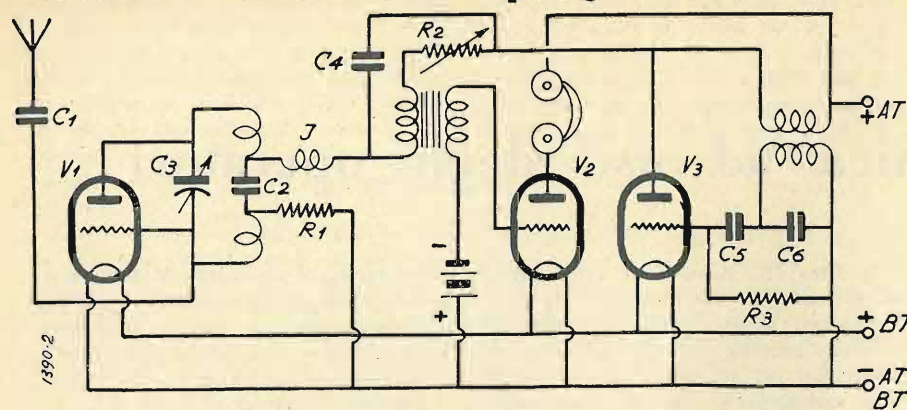 R2
C4
C1
V1
C3
J
C2
V2
V3
+ AT
R1
C5
C6
-
+
R3
+ BT
- AT
BT
1390-2